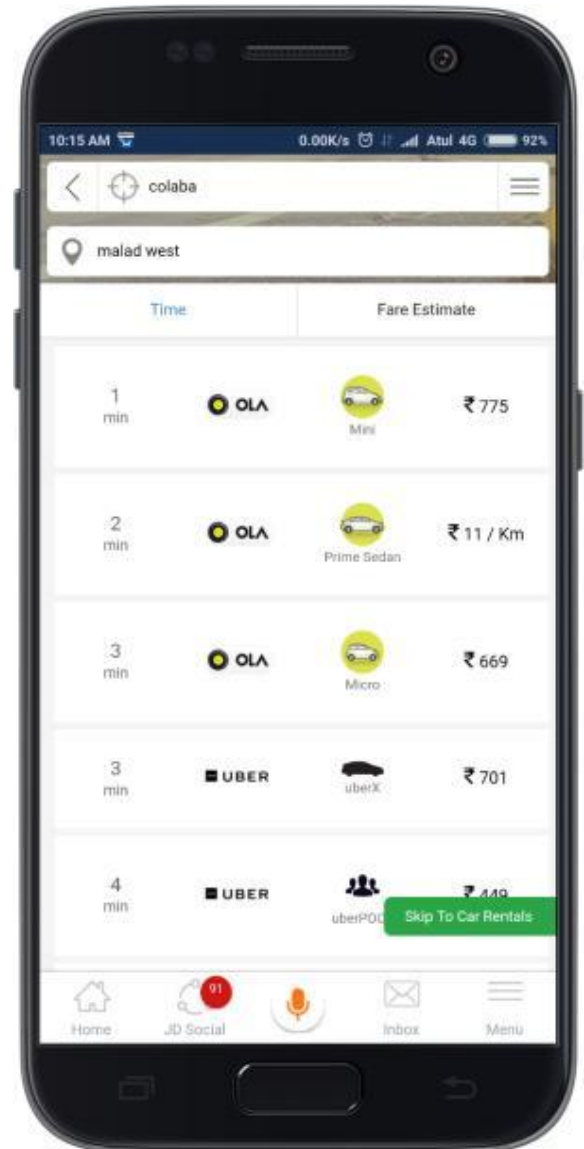 10:15 AM 0.00K/s Atul 4G 92%
colaba
malad west
Time Fare Estimate
1 min OLA Mini ₹ 775
2 min OLA Prime Sedan ₹ 11 / Km
3 min OLA Micro ₹ 669
3 min UBER uberX ₹ 701
4 min UBER ₹ 449
Skip To Car Rentals
91
Home JD Social Inbox Menu